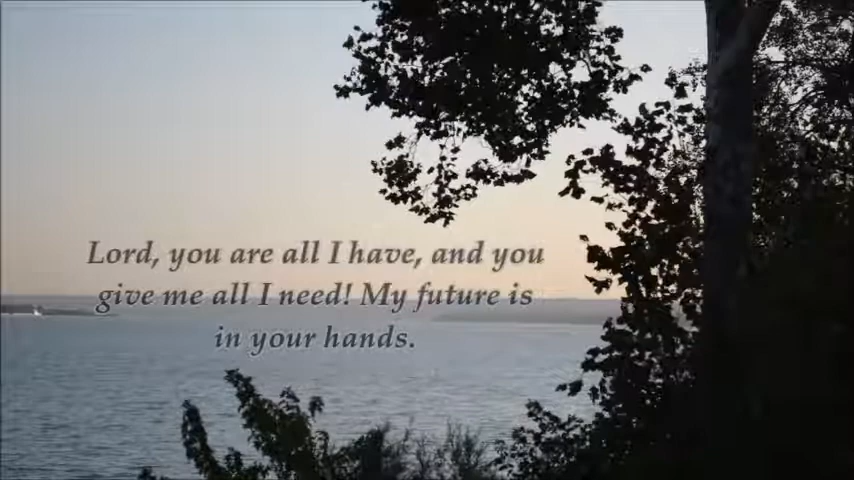 Lord, you are all I have, and you
give me all I need! My future is
in your hands.